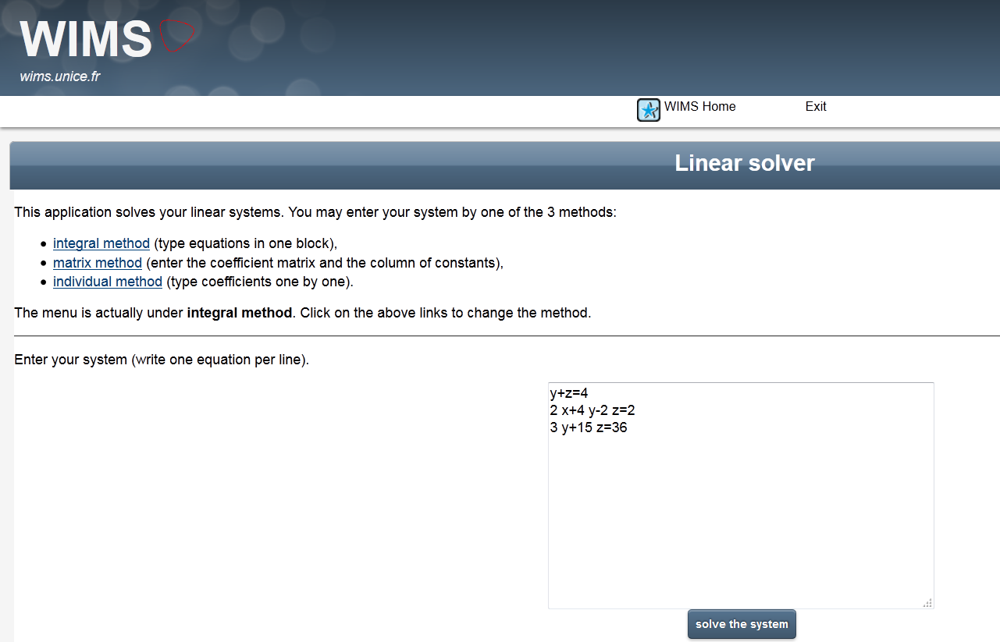 WIMS
wims.unice.fr
WIMS Home Exit
Linear solver
This application solves your linear systems. You may enter your system by one of the 3 methods:
• integral method (type equations in one block),
• matrix method (enter the coefficient matrix and the column of constants),
• individual method (type coefficients one by one).
The menu is actually under integral method. Click on the above links to change the method.
Enter your system (write one equation per line).
y+z=4
2 x+4 y-2 z=2
3 y+15 z=36
solve the system